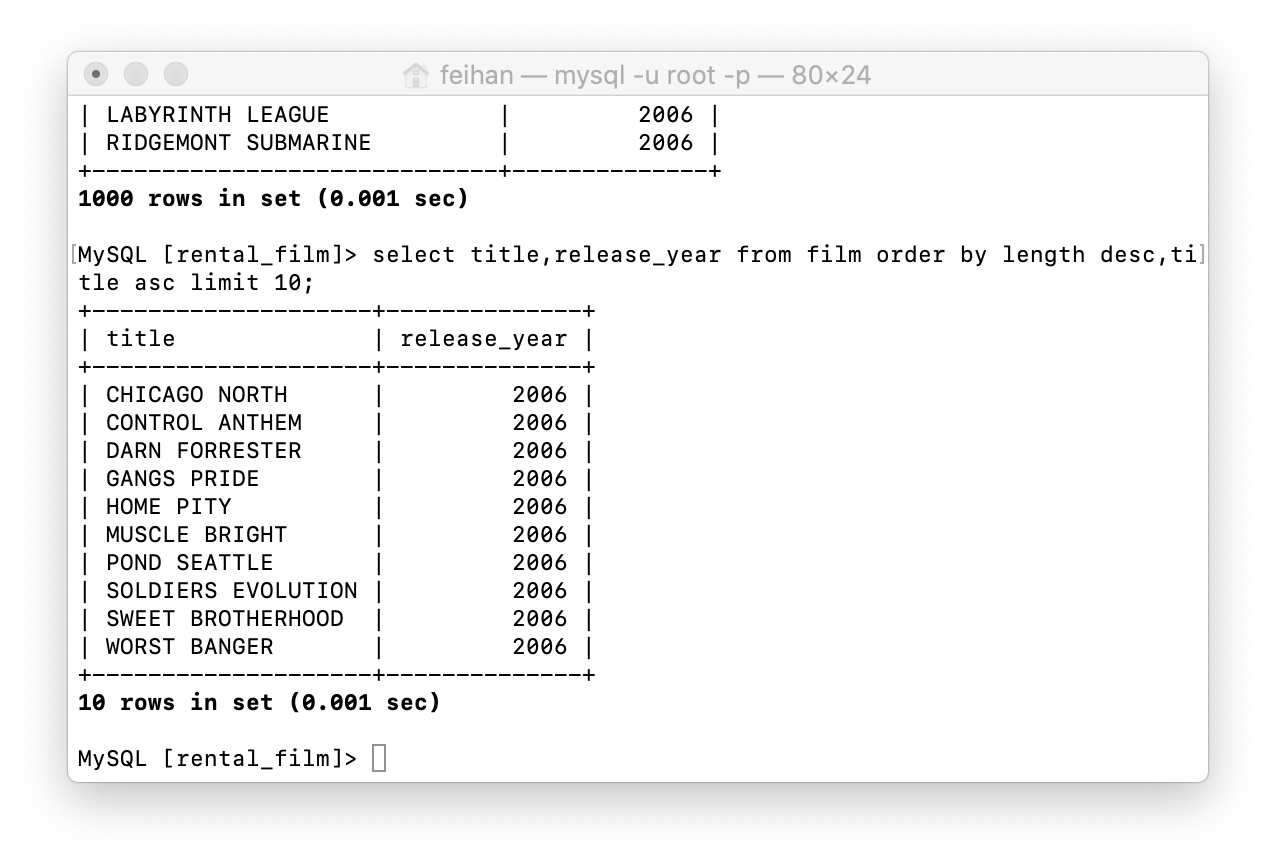 feihan — mysql -u root -p — 80×24
| LABYRINTH LEAGUE            |        2006 |
| RIDGEMONT SUBMARINE         |        2006 |
+-----------------------------+--------------+
1000 rows in set (0.001 sec)
[MySQL [rental_film]> select title,release_year from film order by length desc,ti]
tle asc limit 10;
+--------------------+--------------+
| title              | release_year |
+--------------------+--------------+
| CHICAGO NORTH      |         2006 |
| CONTROL ANTHEM     |         2006 |
| DARN FORRESTER     |         2006 |
| GANGS PRIDE        |         2006 |
| HOME PITY          |         2006 |
| MUSCLE BRIGHT      |         2006 |
| POND SEATTLE       |         2006 |
| SOLDIERS EVOLUTION |         2006 |
| SWEET BROTHERHOOD  |         2006 |
| WORST BANGER       |         2006 |
+--------------------+--------------+
10 rows in set (0.001 sec)
MySQL [rental_film]>